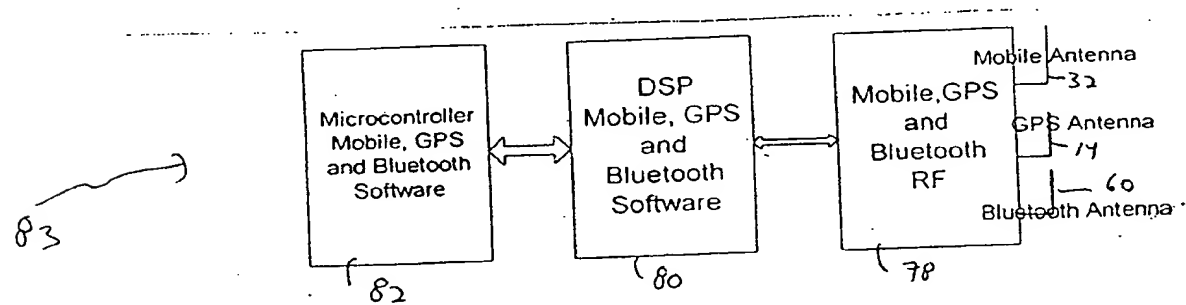 Microcontroller
Mobile, GPS
and Bluetooth
Software
82
DSP
Mobile, GPS
and
Bluetooth
Software
80
Mobile,GPS
and
Bluetooth
RF
78
Mobile Antenna
32
GPS Antenna
14
60
Bluetooth Antenna
83